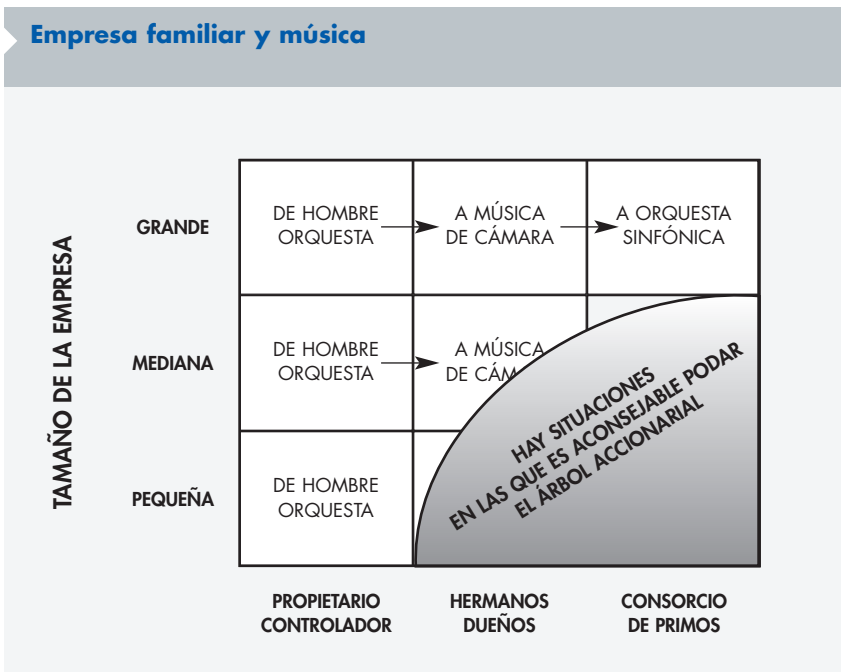 Empresa familiar y música
TAMAÑO DE LA EMPRESA
GRANDE
DE HOMBRE
ORQUESTA
A MÚSICA
DE CÁMARA
A ORQUESTA
SINFÓNICA
MEDIANA
DE HOMBRE
ORQUESTA
A MÚSICA
DE CÁM
HAY SITUACIONES
EN LAS QUE ES ACONSEJABLE PODAR
EL ÁRBOL ACCIONARIAL
PEQUEÑA
DE HOMBRE
ORQUESTA
PROPIETARIO
CONTROLADOR
HERMANOS
DUEÑOS
CONSORCIO
DE PRIMOS